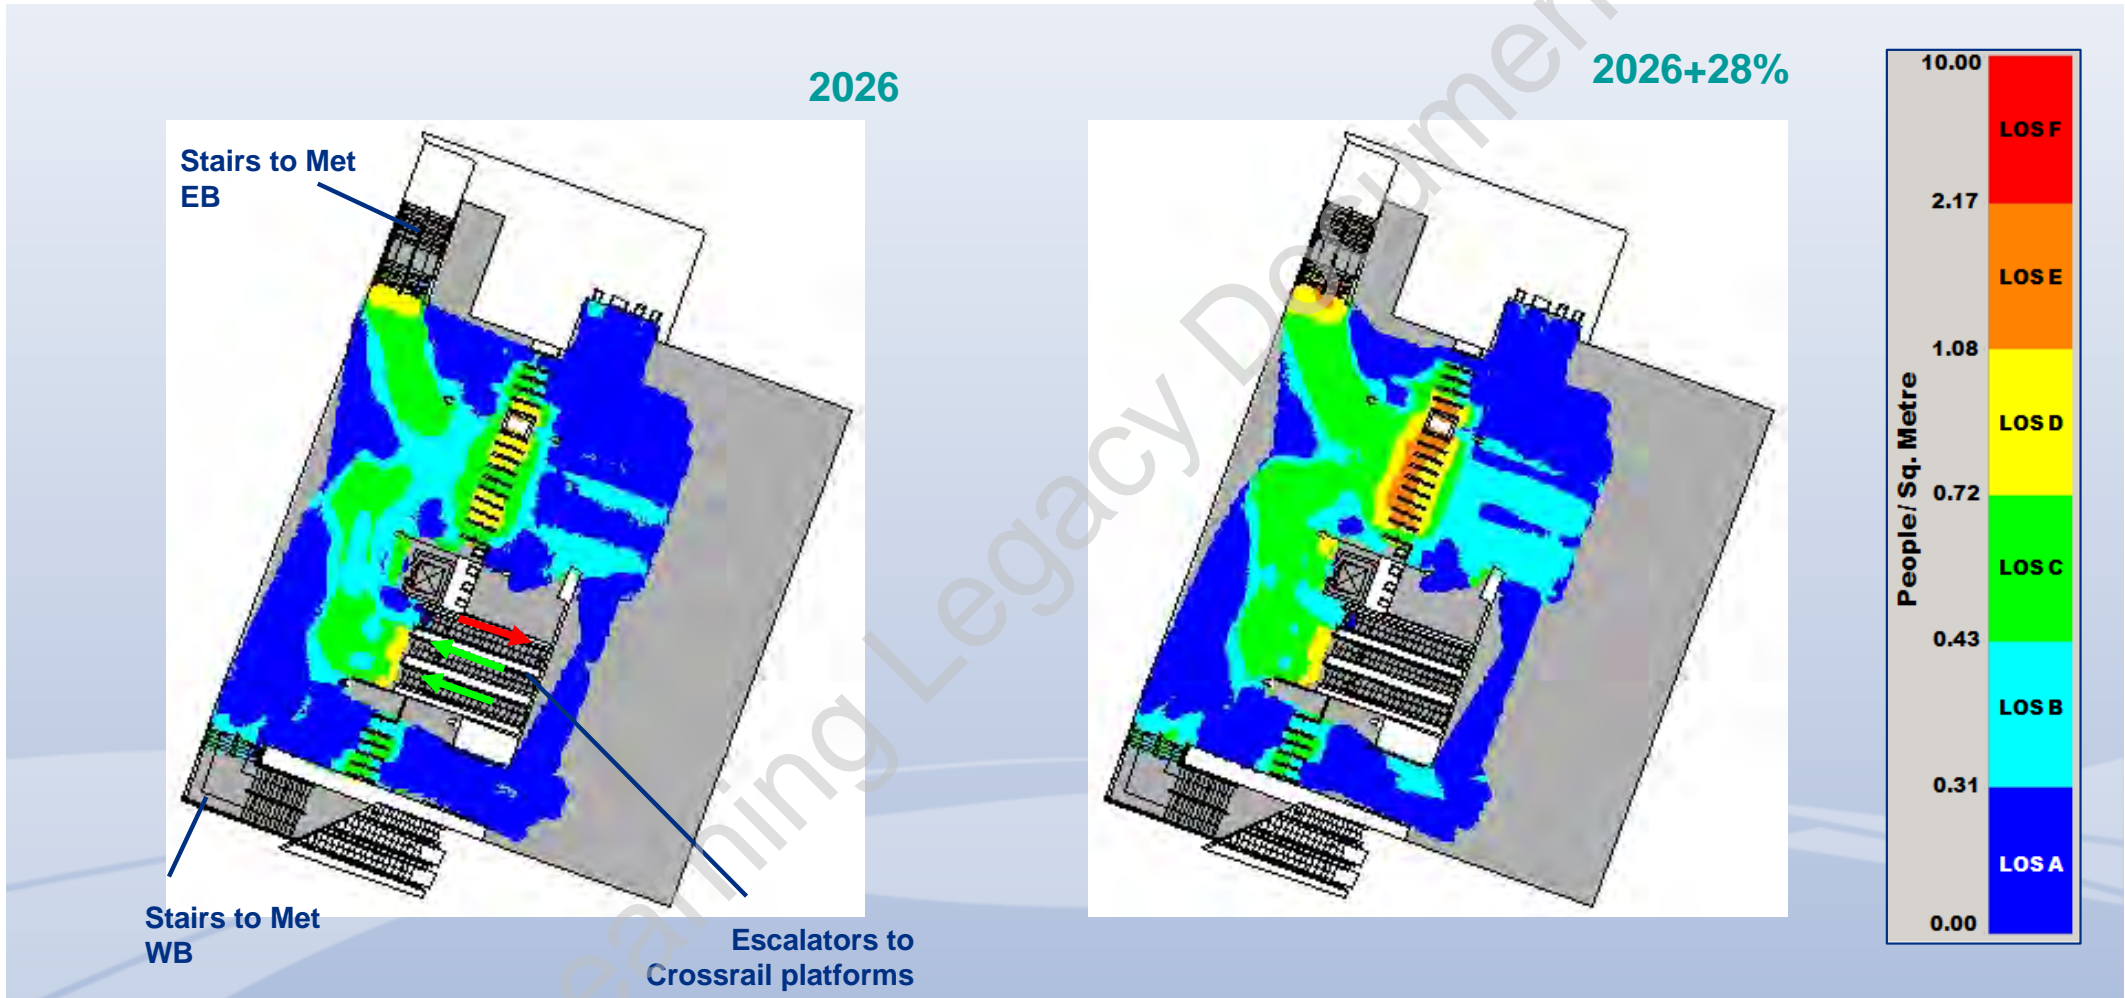 2026
2026+28%
Stairs to Met
EB
Stairs to Met
WB
Escalators to
Crossrail platforms
People/ Sq. Metre
10.00
LOS F
2.17
LOS E
1.08
LOS D
0.72
LOS C
0.43
LOS B
0.31
LOS A
0.00
Learning Legacy Document